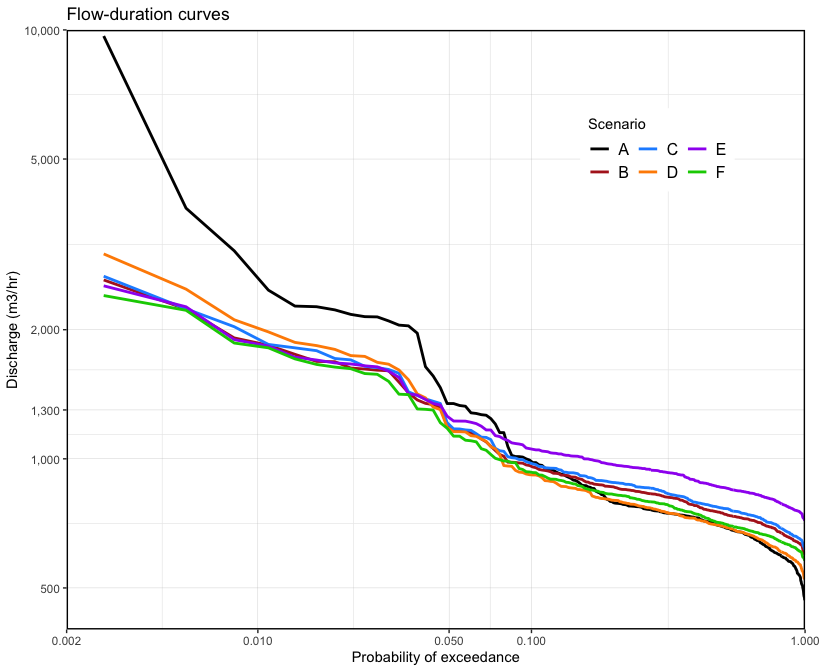 Flow-duration curves
Discharge (m3/hr)
10,000
5,000
2,000
1,300
1,000
500
Scenario
A C E
B D F
0.002 0.010 0.050 0.100 1.000
Probability of exceedance